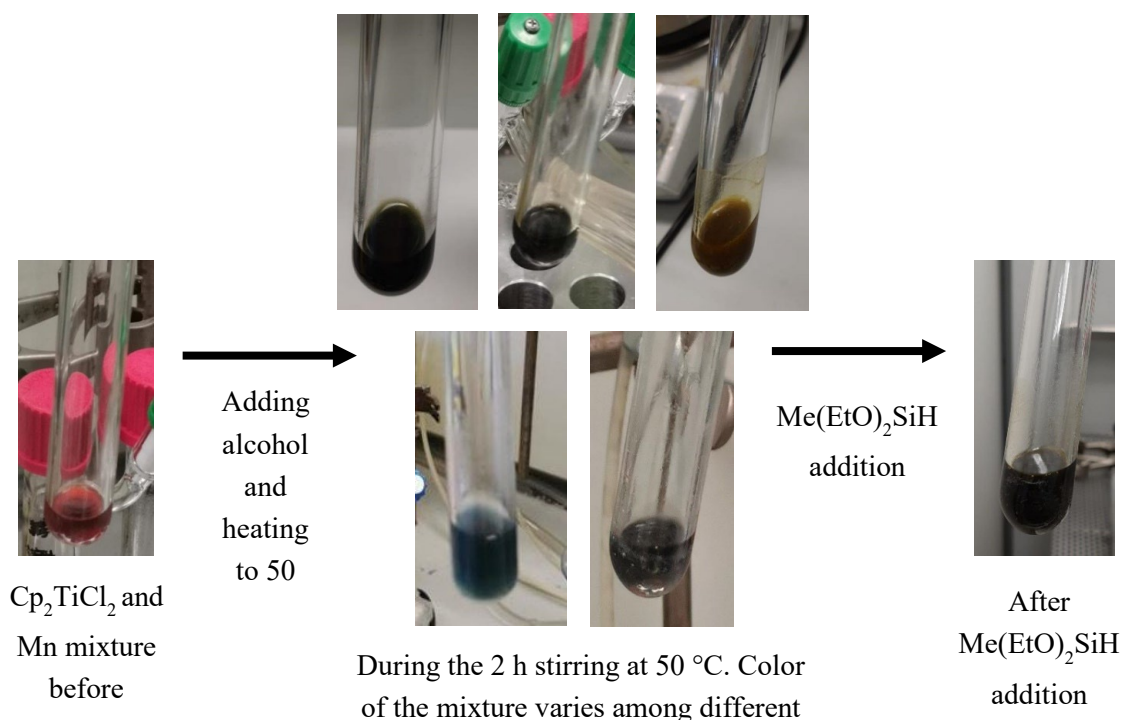 Adding
alcohol
and
heating
to 50
Me(EtO)₂SiH
addition
Cp₂TiCl₂ and
Mn mixture
before
During the 2 h stirring at 50 °C. Color
of the mixture varies among different
After
Me(EtO)₂SiH
addition